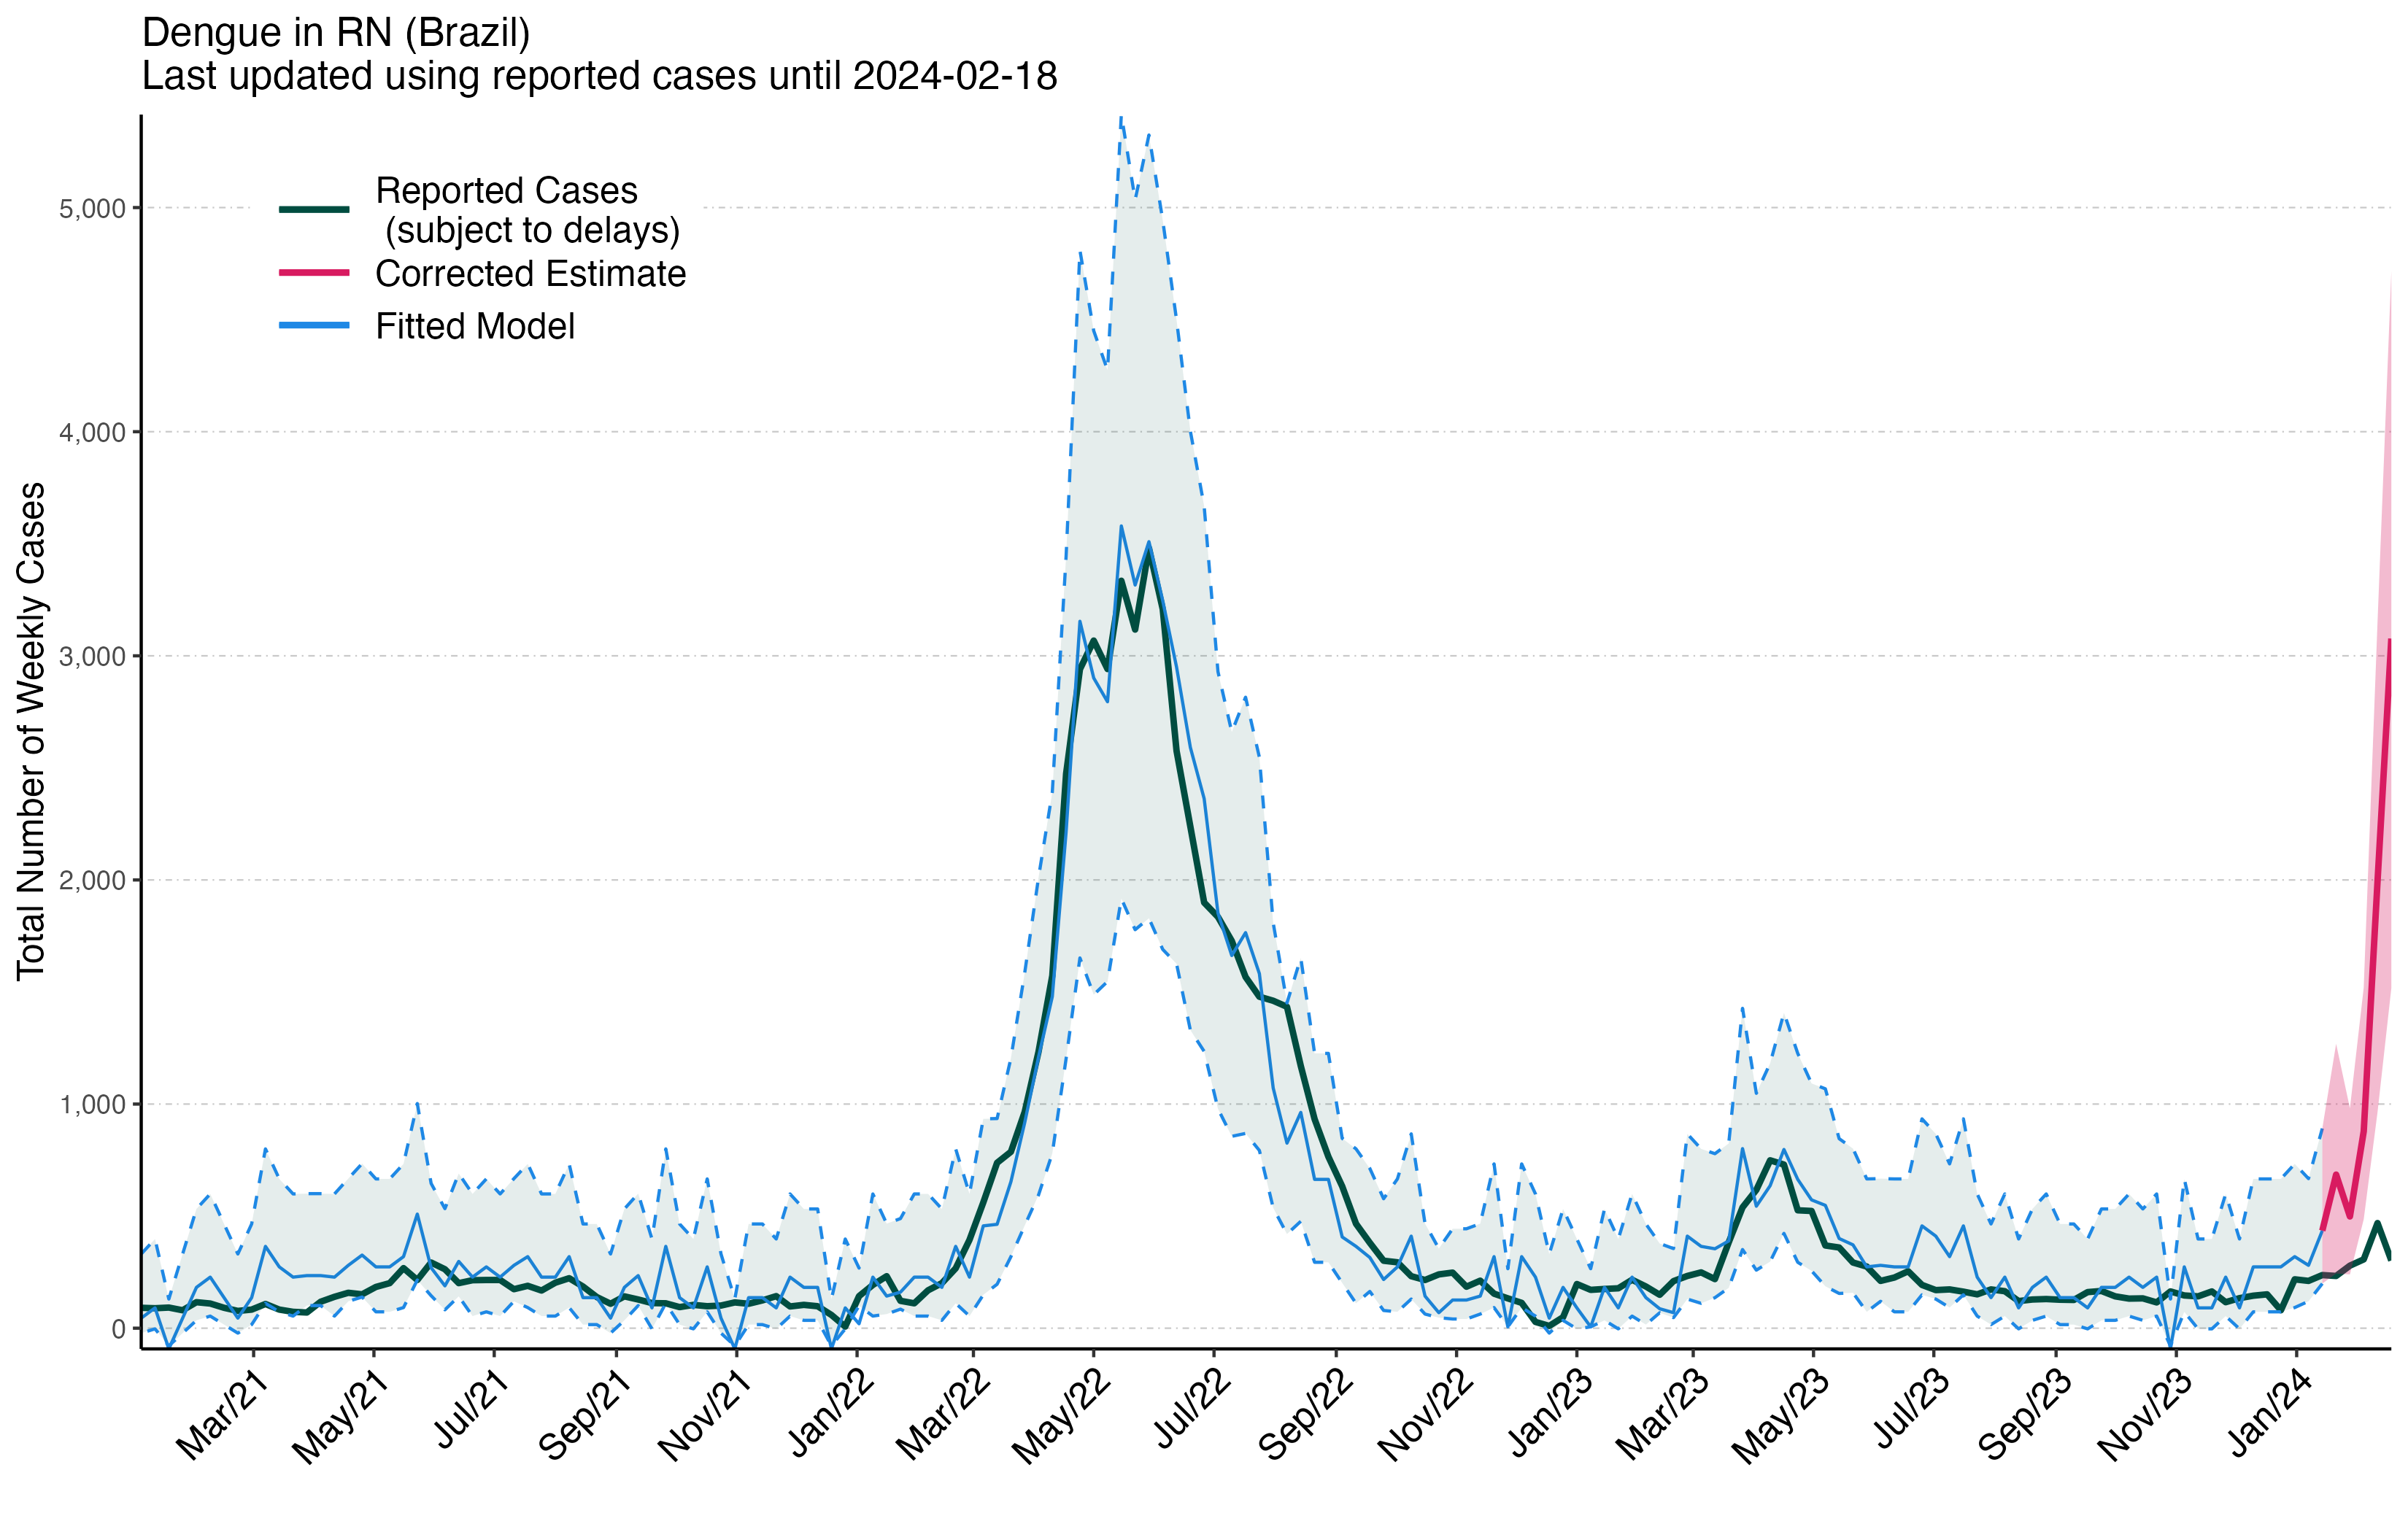 Dengue in RN (Brazil)
Last updated using reported cases until 2024-02-18
Reported Cases
(subject to delays)
Corrected Estimate
Fitted Model
Total Number of Weekly Cases
5,000
4,000
3,000
2,000
1,000
0
Mar/21
May/21
Jul/21
Sep/21
Nov/21
Jan/22
Mar/22
May/22
Jul/22
Sep/22
Nov/22
Jan/23
Mar/23
May/23
Jul/23
Sep/23
Nov/23
Jan/24